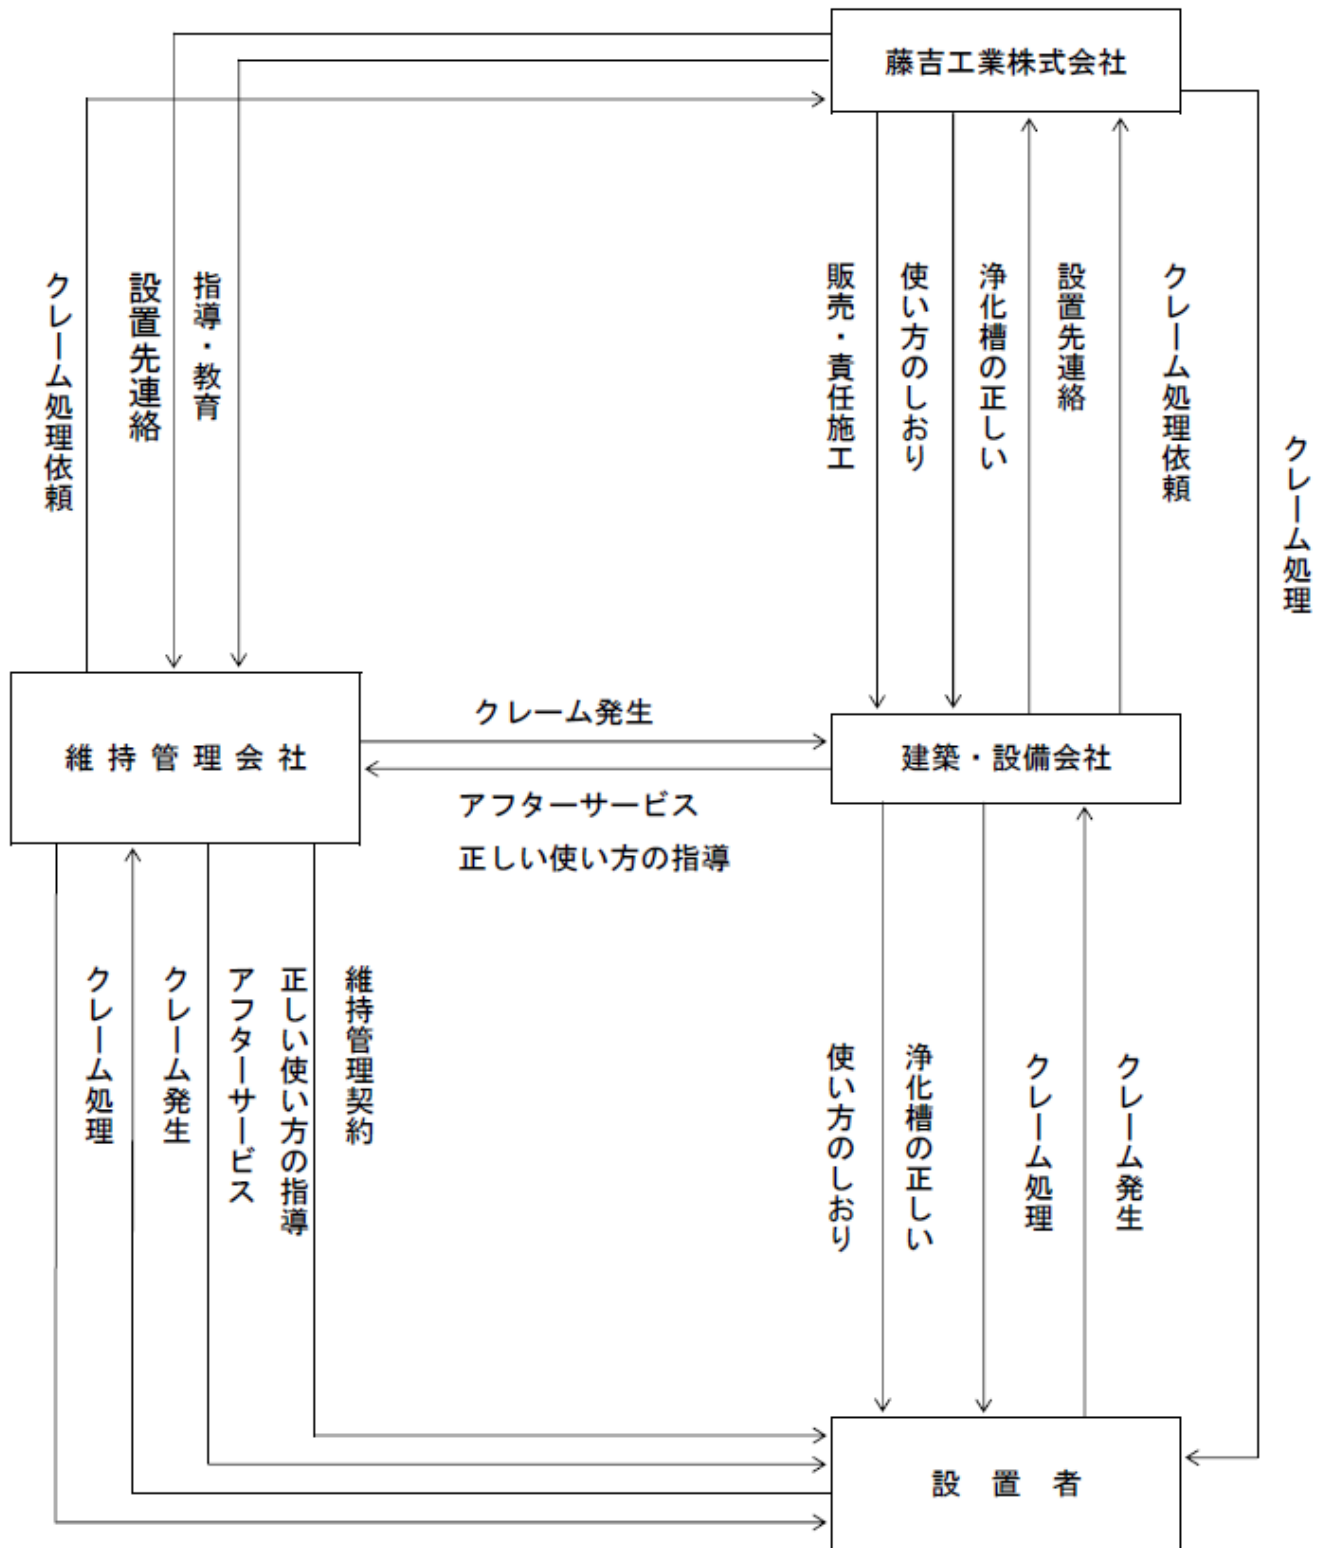 藤吉工業株式会社
クレーム処理依頼
設置先連絡
指導・教育
販売・責任施工
使い方のしおり
浄化槽の正しい
設置先連絡
クレーム処理依頼
クレーム処理
維持管理会社
クレーム発生
アフターサービス
正しい使い方の指導
建築・設備会社
クレーム処理
クレーム発生
アフターサービス
正しい使い方の指導
維持管理契約
使い方のしおり
浄化槽の正しい
クレーム処理
クレーム発生
設置者